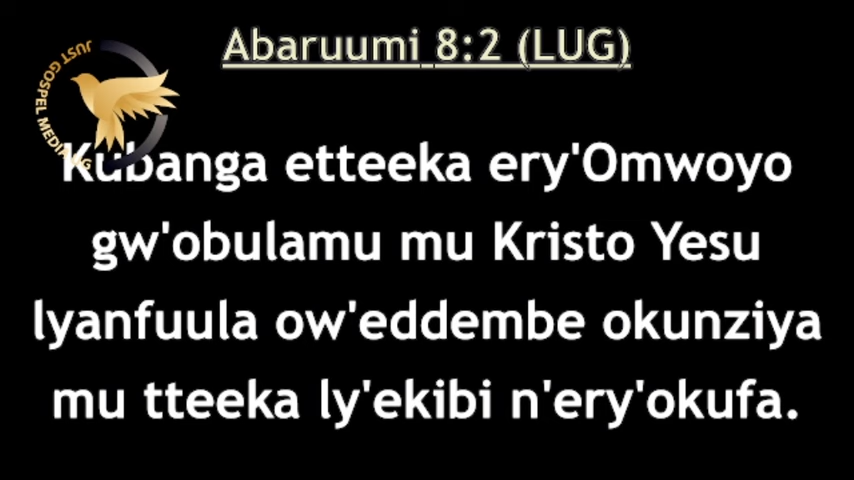 Abaruumi 8:2 (LUG)
JUST GOSPEL MEDIA UG
Kubanga etteeka ery'Omwoyo
gw'obulamu mu Kristo Yesu
lyanfuula ow'eddembe okunziya
mu tteeka ly'ekibi n'ery'okufa.